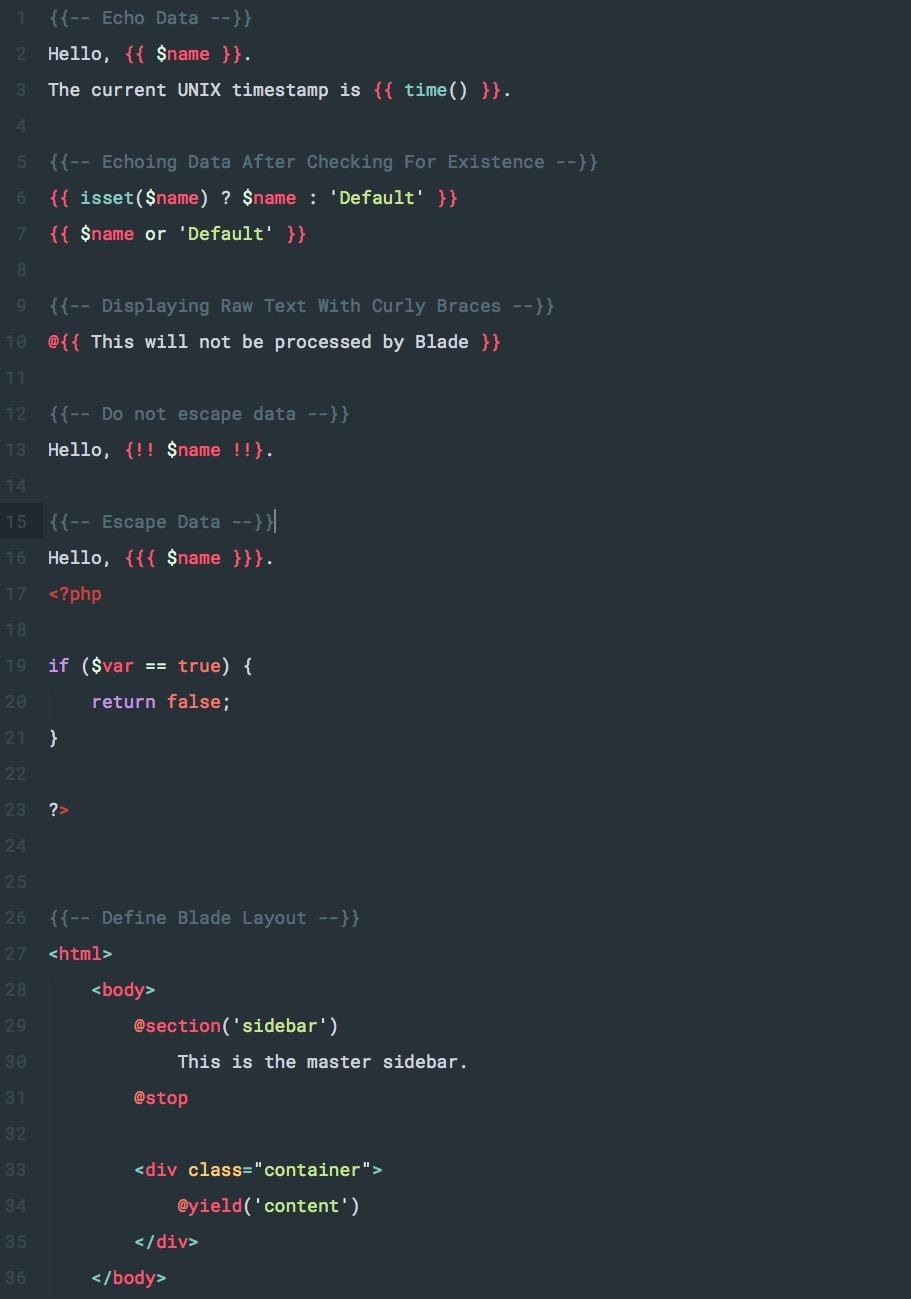 1 {{-- Echo Data --}}
2 Hello, {{ $name }}.
3 The current UNIX timestamp is {{ time() }}.
4
5 {{-- Echoing Data After Checking For Existence --}}
6 {{ isset($name) ? $name : 'Default' }}
7 {{ $name or 'Default' }}
8
9 {{-- Displaying Raw Text With Curly Braces --}}
10 @{{ This will not be processed by Blade }}
11
12 {{-- Do not escape data --}}
13 Hello, {!! $name !!}.
14
15 {{-- Escape Data --}}
16 Hello, {{{ $name }}}.
17 <?php
18
19 if ($var == true) {
20     return false;
21 }
22
23 ?>
24
25
26 {{-- Define Blade Layout --}}
27 <html>
28     <body>
29         @section('sidebar')
30             This is the master sidebar.
31         @stop
32
33         <div class="container">
34             @yield('content')
35         </div>
36     </body>